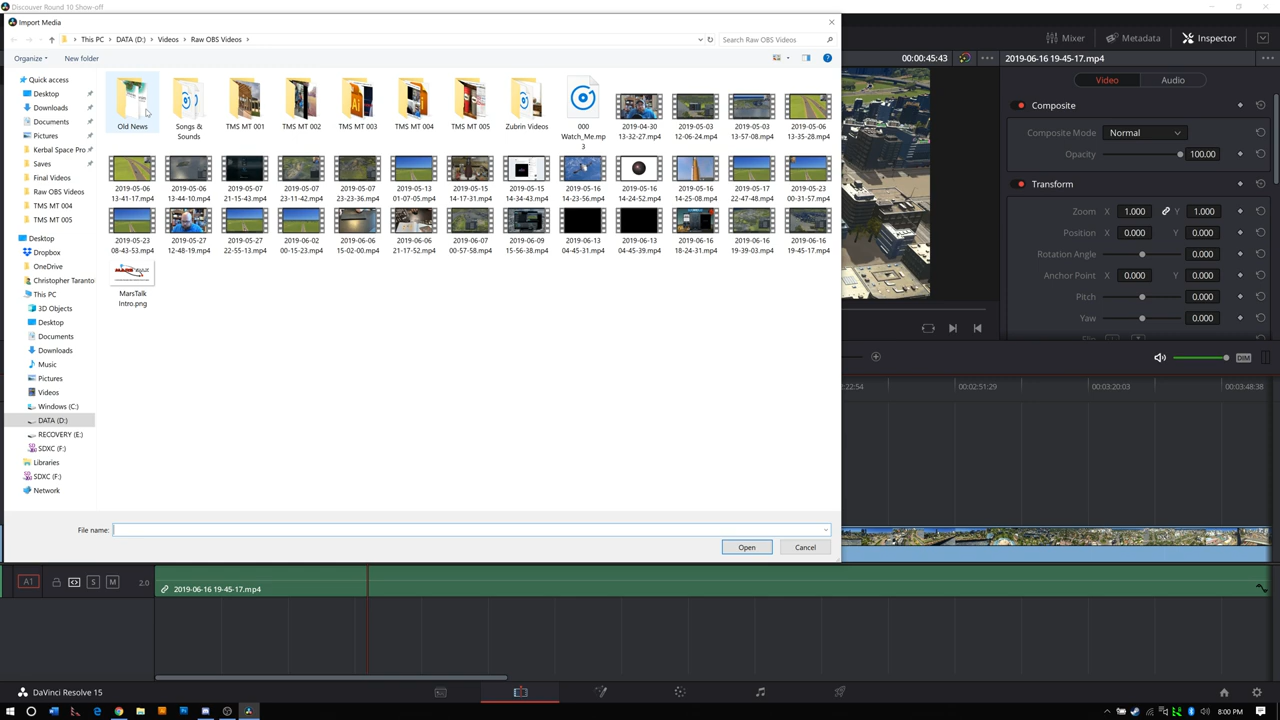 Discouver Round 10 Show-off
Import Media
This PC > DATA (D:) > Videos > Raw OBS Videos >
Search Raw OBS Videos
Organize
New folder
Mixer
Metadata
Inspector
00:00:45:43
2019-06-16 19-45-17.mp4
Quick access
Desktop
Downloads
Documents
Pictures
Kerbal Space Pro
Saves
Final Videos
Raw OBS Videos
TMS MT 004
TMS MT 005
Desktop
Dropbox
OneDrive
Christopher Taranto
This PC
3D Objects
Desktop
Documents
Downloads
Music
Pictures
Videos
Windows (C:)
DATA (D:)
RECOVERY (E:)
SDXC (F:)
Libraries
SDXC (F:)
Network
Old News
Songs & Sounds
TMS MT 001
TMS MT 002
TMS MT 003
TMS MT 004
TMS MT 005
Zubrin Videos
000 Watch_Me.mp3
2019-04-30 13-32-27.mp4
2019-05-03 12-06-24.mp4
2019-05-03 13-57-08.mp4
2019-05-06 13-35-28.mp4
2019-05-06 13-41-17.mp4
2019-05-06 13-44-10.mp4
2019-05-07 21-15-43.mp4
2019-05-07 23-11-42.mp4
2019-05-07 23-23-36.mp4
2019-05-13 01-07-05.mp4
2019-05-15 14-17-31.mp4
2019-05-15 14-34-43.mp4
2019-05-16 14-23-56.mp4
2019-05-16 14-24-52.mp4
2019-05-16 14-25-08.mp4
2019-05-17 22-47-48.mp4
2019-05-23 00-31-57.mp4
2019-05-23 08-43-53.mp4
2019-05-27 12-48-19.mp4
2019-05-27 22-55-13.mp4
2019-06-02 00-15-23.mp4
2019-06-06 15-02-00.mp4
2019-06-06 21-17-52.mp4
2019-06-07 00-57-58.mp4
2019-06-09 15-56-38.mp4
2019-06-13 04-45-31.mp4
2019-06-13 04-45-39.mp4
2019-06-16 18-24-31.mp4
2019-06-16 19-39-03.mp4
2019-06-16 19-45-17.mp4
MarsTalk Intro.png
File name:
Open
Cancel
Video
Audio
Composite
Composite Mode Normal
Opacity 100.00
Transform
Zoom X Y 1.000
Position X 0.000 Y 0.000
Rotation Angle 0.000
Anchor Point X 0.000 Y 0.000
Pitch 0.000
Yaw 0.000
DIM
:22:54
00:02:51:29
00:03:20:03
00:03:48:38
A1
S
M
2.0
2019-06-16 19-45-17.mp4
DaVinci Resolve 15
8:00 PM